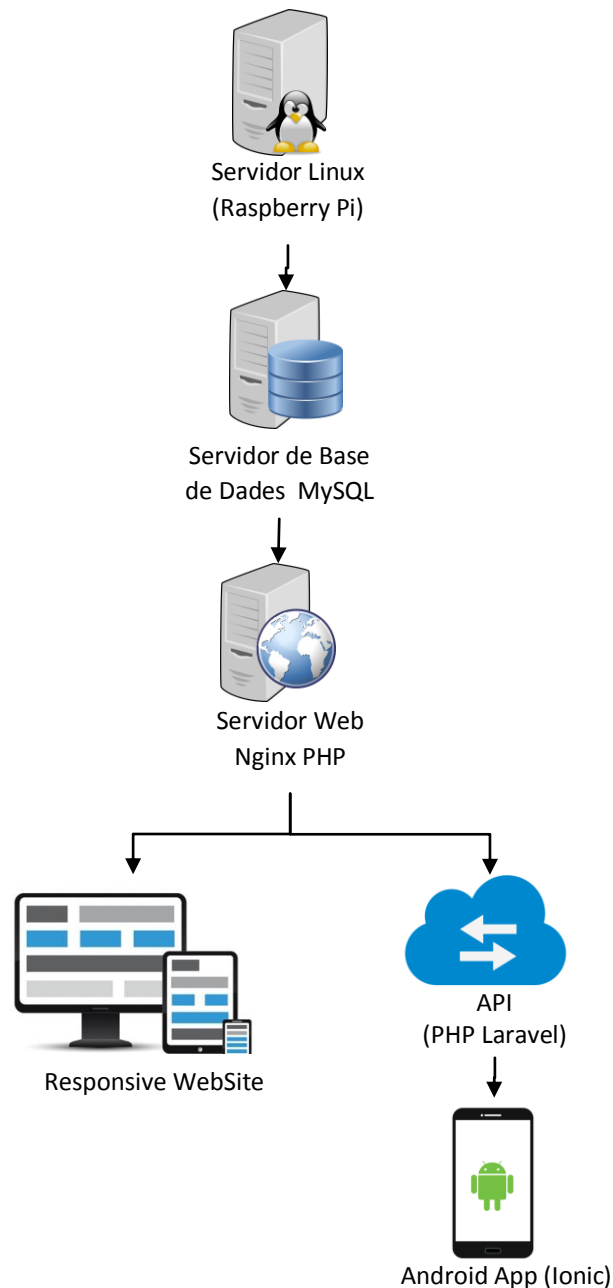 Servidor Linux
(Raspberry Pi)
Servidor de Base
de Dades  MySQL
Servidor Web
Nginx PHP
Responsive WebSite
API
(PHP Laravel)
Android App (Ionic)